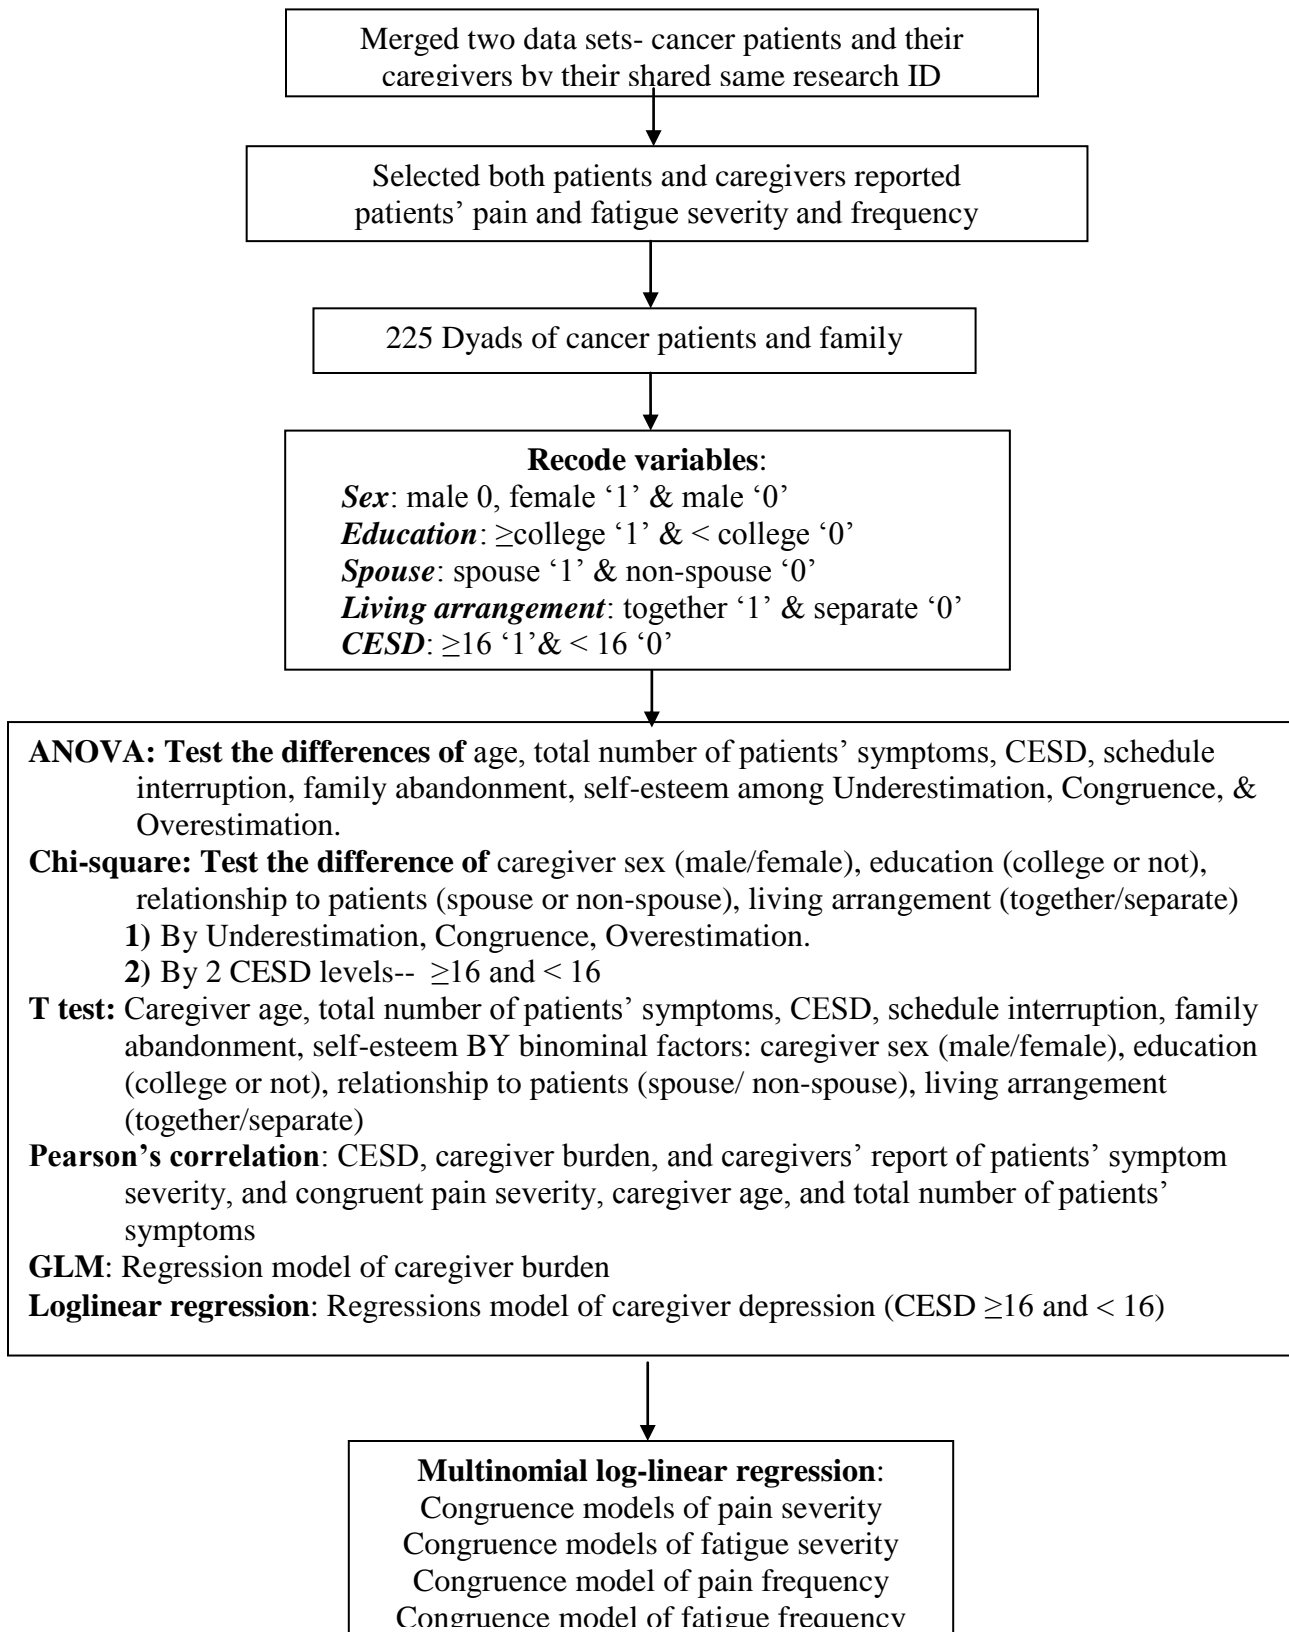 Merged two data sets- cancer patients and their
caregivers by their shared same research ID
Selected both patients and caregivers reported
patients’ pain and fatigue severity and frequency
225 Dyads of cancer patients and family
Recode variables:
Sex: male 0, female ‘1’ & male ‘0’
Education: ≥college ‘1’ & < college ‘0’
Spouse: spouse ‘1’ & non-spouse ‘0’
Living arrangement: together ‘1’ & separate ‘0’
CESD: ≥16 ‘1’& < 16 ‘0’
ANOVA: Test the differences of age, total number of patients’ symptoms, CESD, schedule
interruption, family abandonment, self-esteem among Underestimation, Congruence, &
Overestimation.
Chi-square: Test the difference of caregiver sex (male/female), education (college or not),
relationship to patients (spouse or non-spouse), living arrangement (together/separate)
1) By Underestimation, Congruence, Overestimation.
2) By 2 CESD levels-- ≥16 and < 16
T test: Caregiver age, total number of patients’ symptoms, CESD, schedule interruption, family
abandonment, self-esteem BY binominal factors: caregiver sex (male/female), education
(college or not), relationship to patients (spouse/ non-spouse), living arrangement
(together/separate)
Pearson’s correlation: CESD, caregiver burden, and caregivers’ report of patients’ symptom
severity, and congruent pain severity, caregiver age, and total number of patients’
symptoms
GLM: Regression model of caregiver burden
Loglinear regression: Regressions model of caregiver depression (CESD ≥16 and < 16)
Multinomial log-linear regression:
Congruence models of pain severity
Congruence models of fatigue severity
Congruence model of pain frequency
Congruence model of fatigue frequency